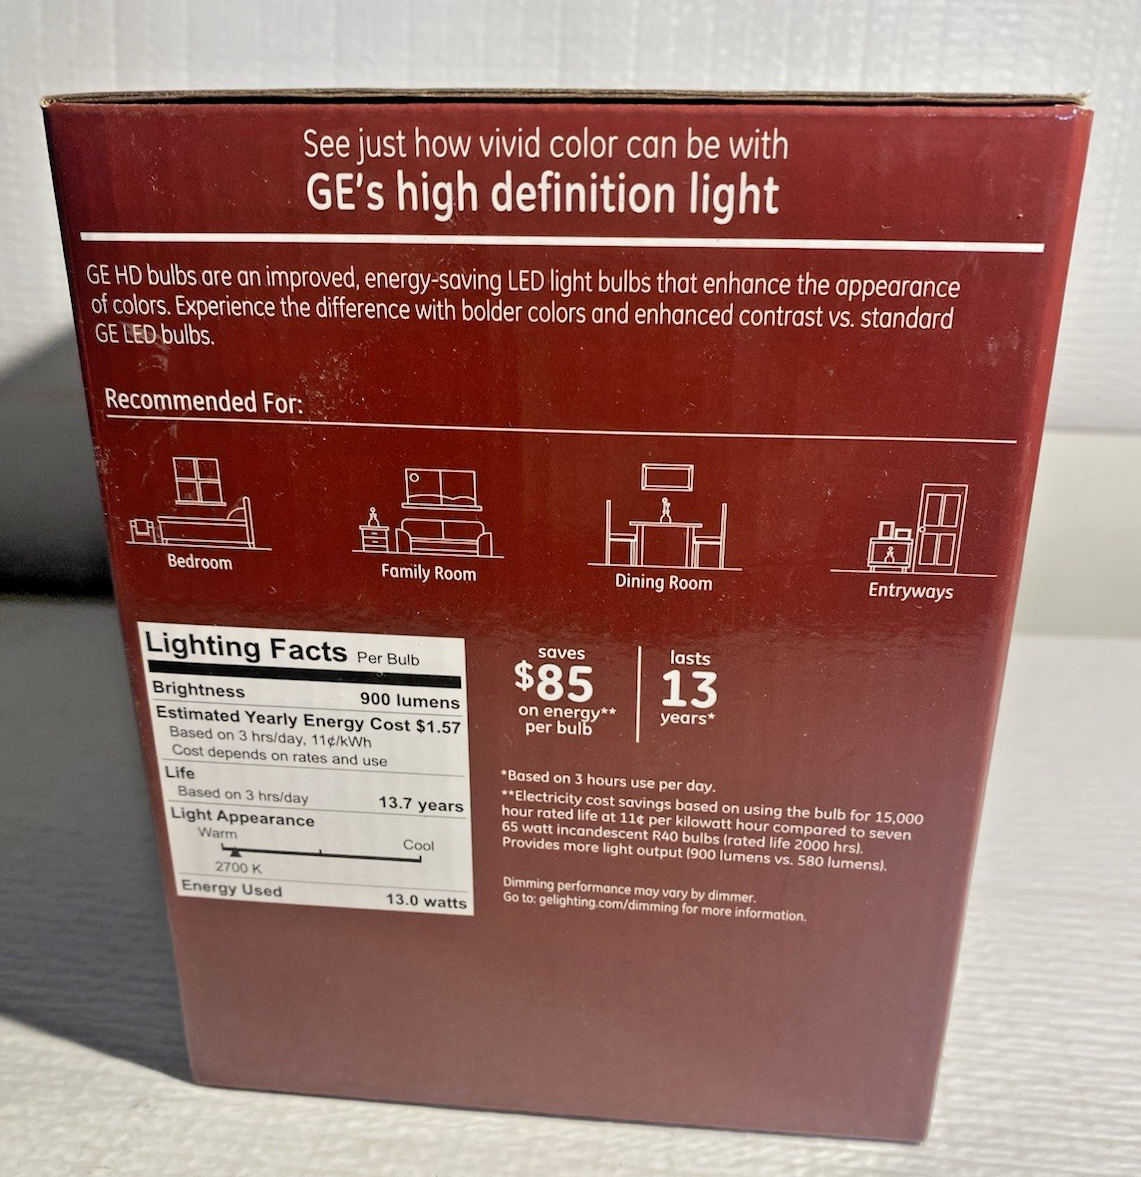 See just how vivid color can be with
GE's high definition light
GE HD bulbs are an improved, energy-saving LED light bulbs that enhance the appearance
of colors. Experience the difference with bolder colors and enhanced contrast vs. standard
GE LED bulbs.
Recommended For:
Bedroom
Family Room
Dining Room
Entryways
Lighting Facts Per Bulb
Brightness 900 lumens
Estimated Yearly Energy Cost $1.57
Based on 3 hrs/day, 11¢/kWh
Cost depends on rates and use
Life
Based on 3 hrs/day 13.7 years
Light Appearance
Warm Cool
2700 K
Energy Used 13.0 watts
saves
$85
on energy**
per bulb
lasts
13
years*
*Based on 3 hours use per day.
**Electricity cost savings based on using the bulb for 15,000
hour rated life at 11¢ per kilowatt hour compared to seven
65 watt incandescent R40 bulbs (rated life 2000 hrs).
Provides more light output (900 lumens vs. 580 lumens).
Dimming performance may vary by dimmer.
Go to: gelighting.com/dimming for more information.